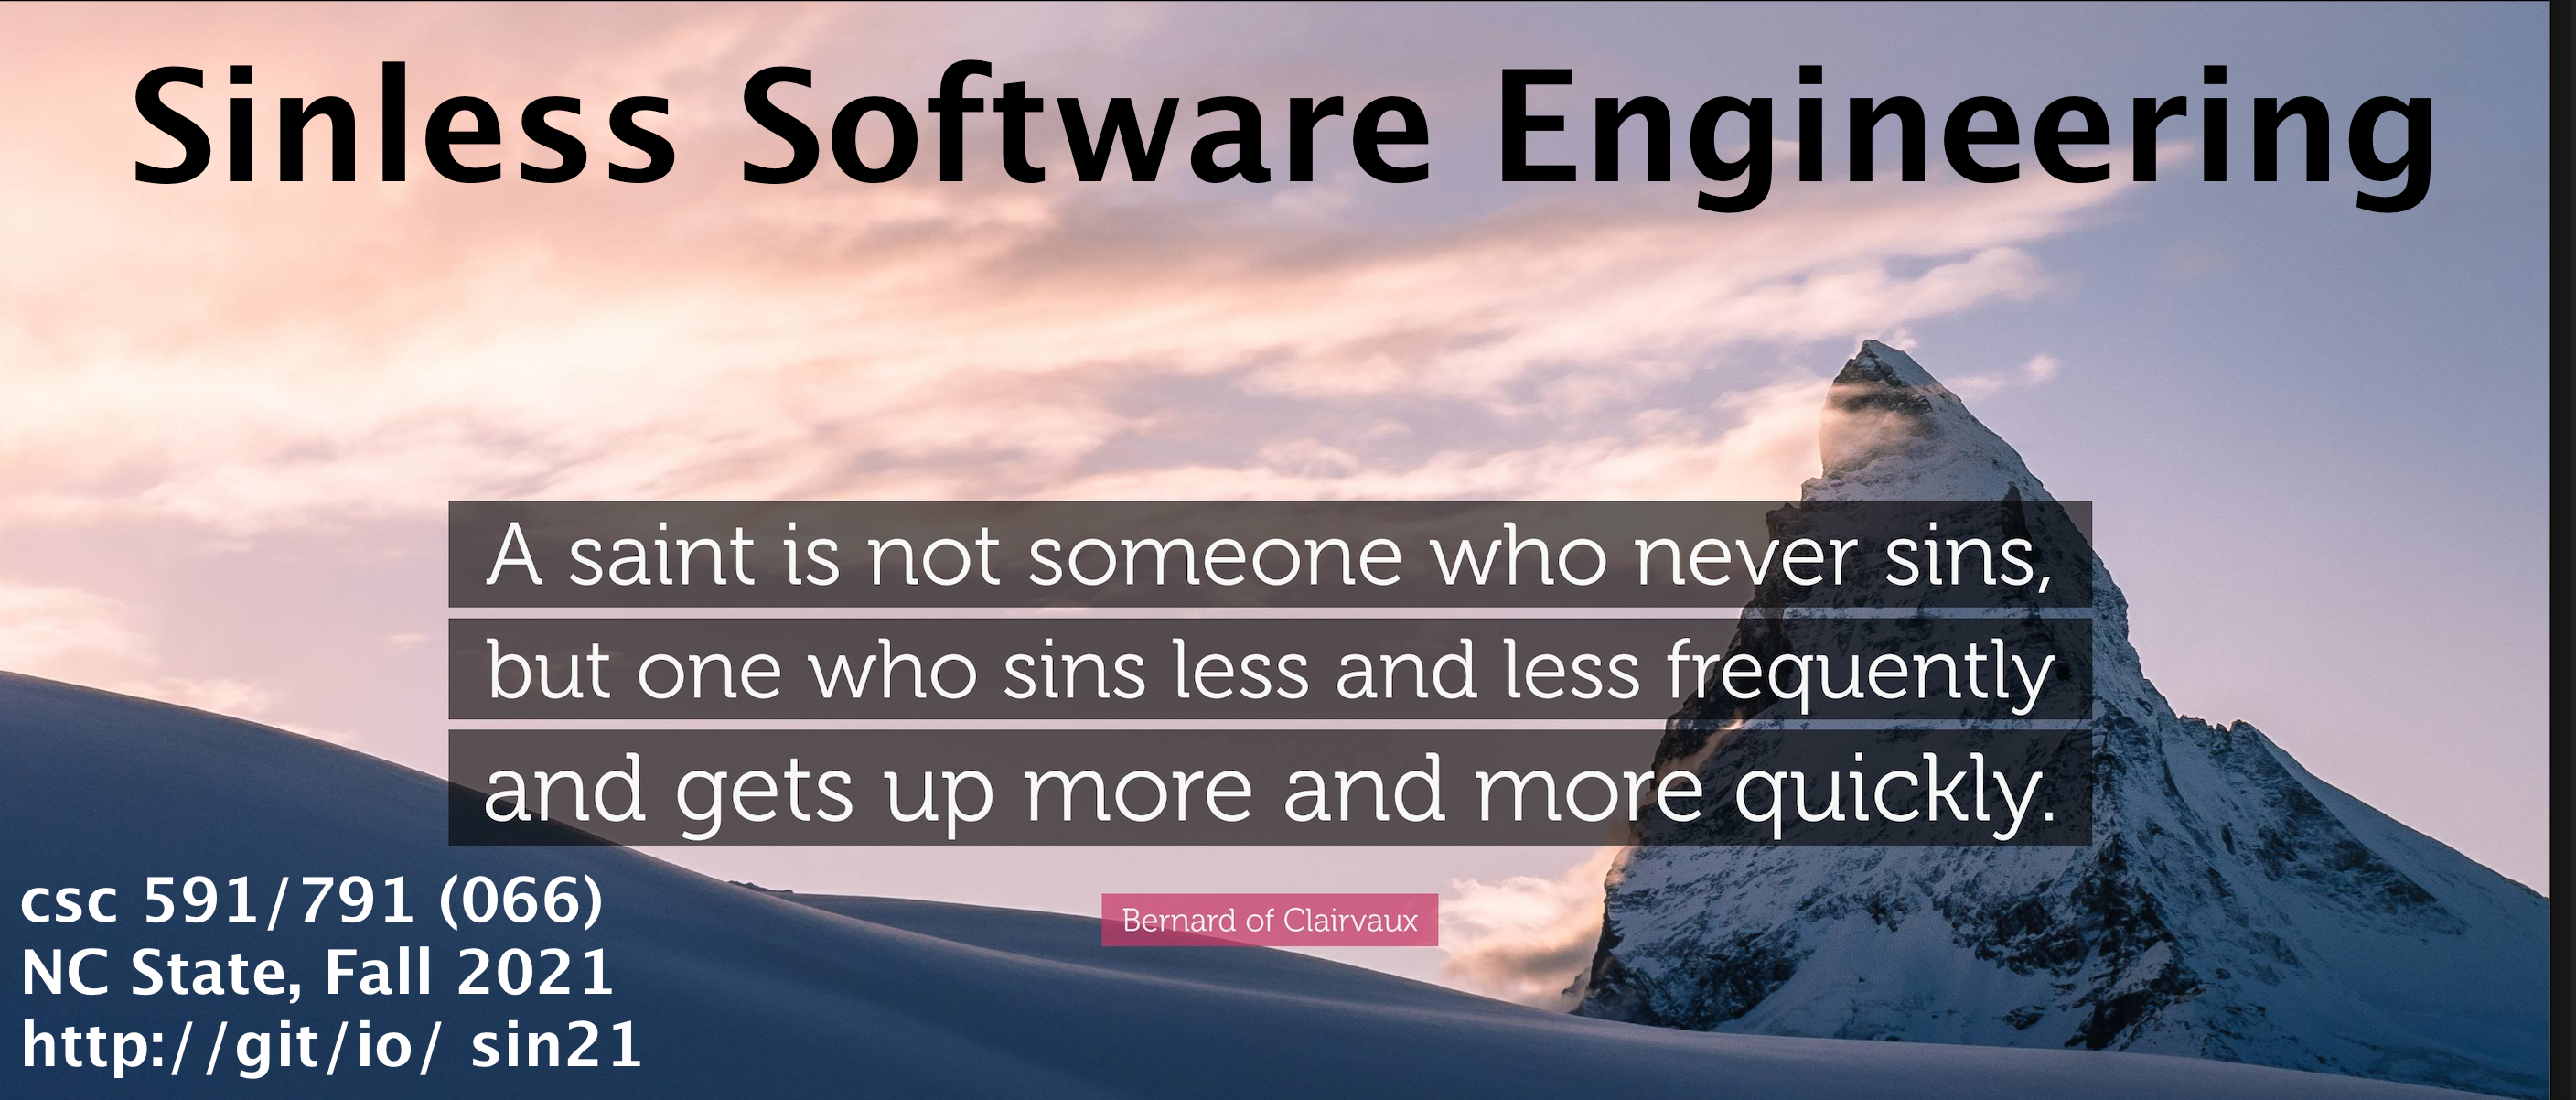 Sinless Software Engineering
A saint is not someone who never sins,
but one who sins less and less frequently
and gets up more and more quickly.
Bernard of Clairvaux
csc 591/791 (066)
NC State, Fall 2021
http://git/io/ sin21